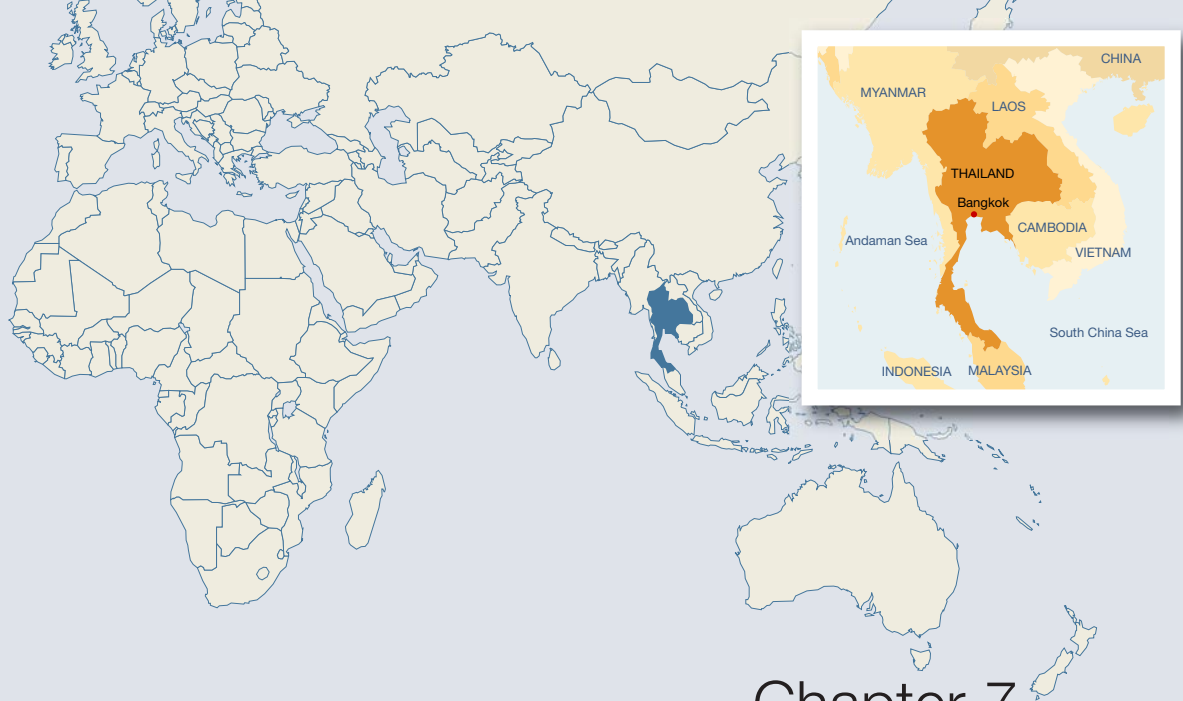 CHINA
MYANMAR
LAOS
THAILAND
Bangkok
CAMBODIA
Andaman Sea
VIETNAM
South China Sea
INDONESIA MALAYSIA
Chapter 7